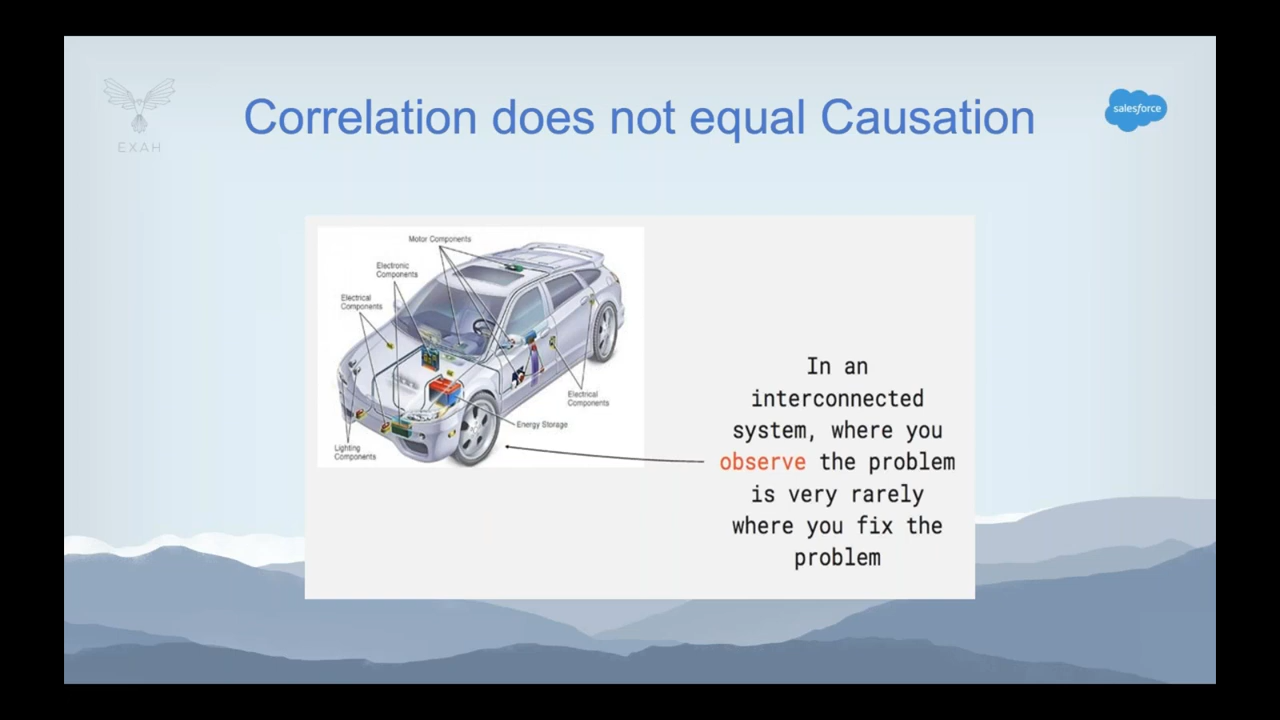 Correlation does not equal Causation
EXAH
salesforce
Motor Components
Electronic
Components
Electrical
Components
Electrical
Components
Energy Storage
Lighting
Components
In an
interconnected
system, where you
observe the problem
is very rarely
where you fix the
problem